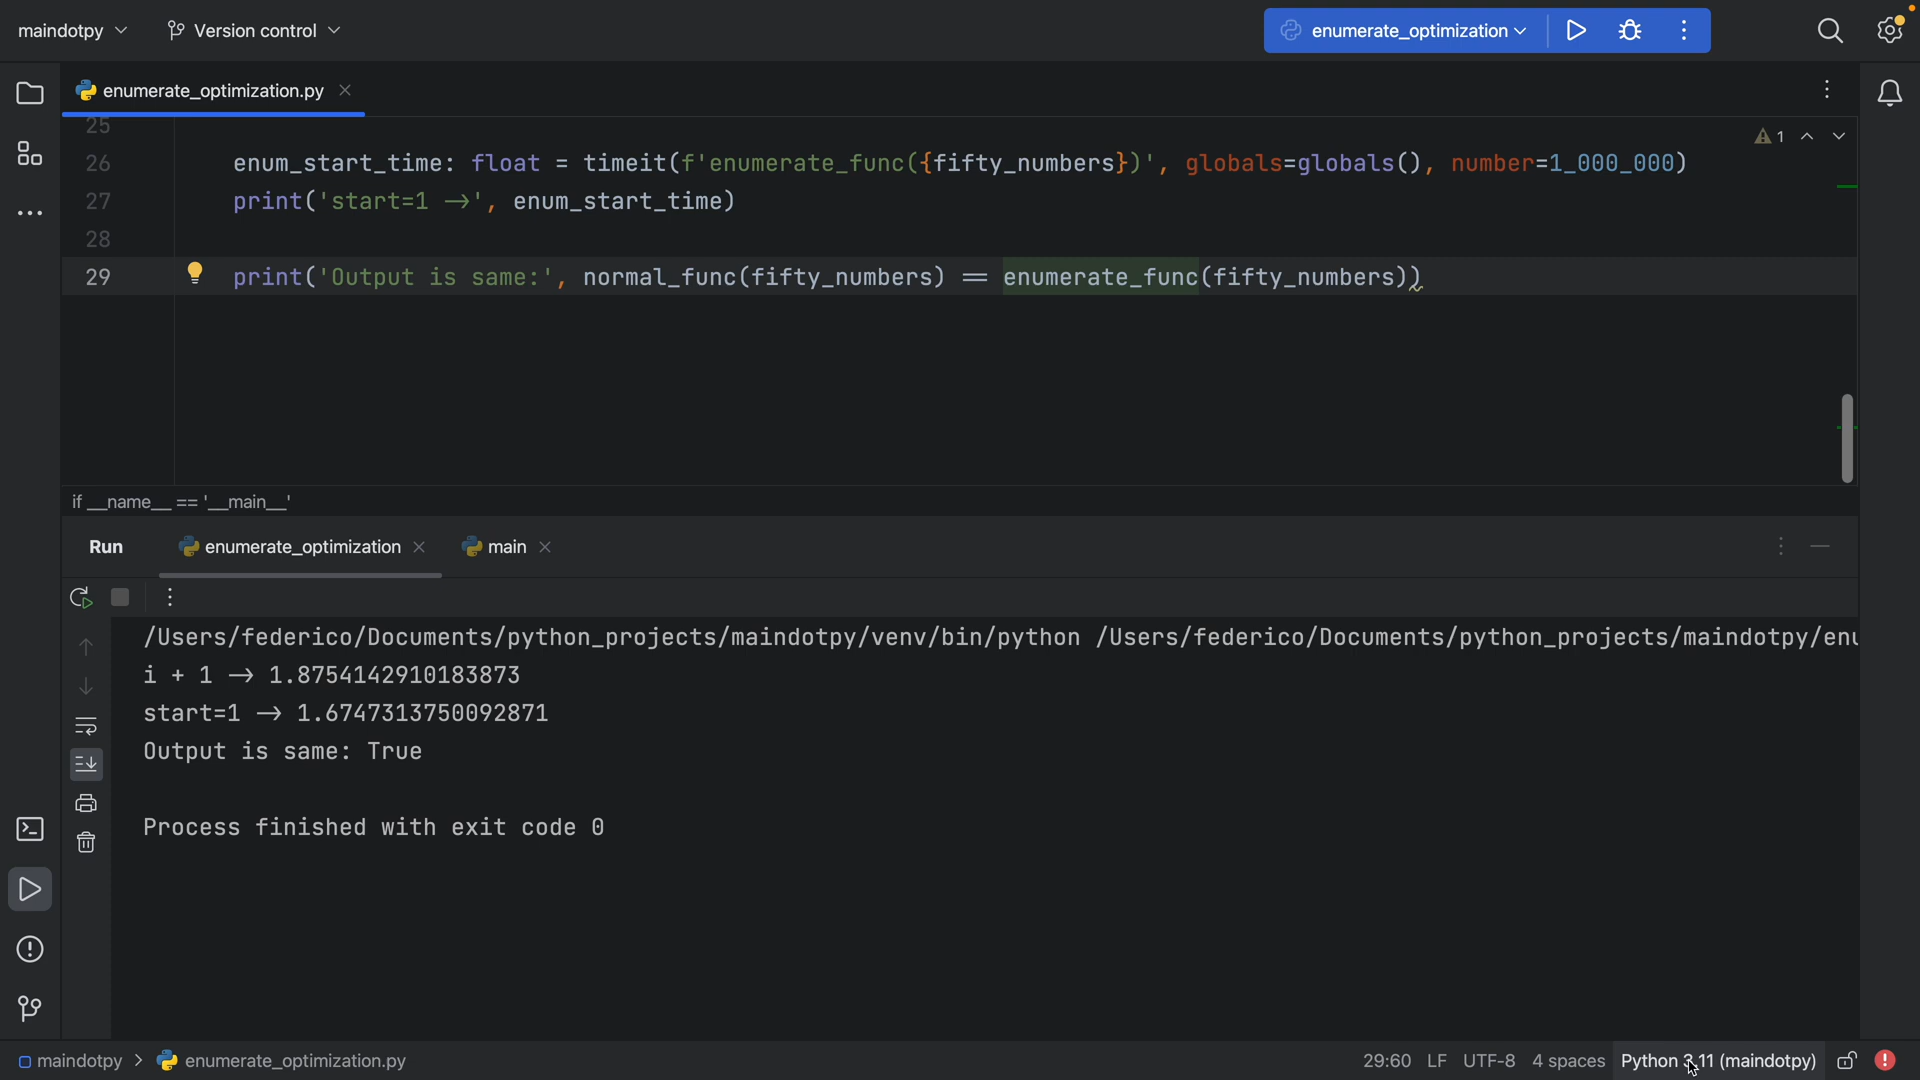 maindotpy
Version control
enumerate_optimization
enumerate_optimization.py
25
1
26 enum_start_time: float = timeit(f'enumerate_func({fifty_numbers})', globals=globals(), number=1_000_000)
27 print('start=1 ->', enum_start_time)
28
29 print('Output is same:', normal_func(fifty_numbers) == enumerate_func(fifty_numbers))
if __name__ == '__main__'
Run
enumerate_optimization
main
/Users/federico/Documents/python_projects/maindotpy/venv/bin/python /Users/federico/Documents/python_projects/maindotpy/enu
i + 1 -> 1.8754142910183873
start=1 -> 1.6747313750092871
Output is same: True
Process finished with exit code 0
maindotpy
enumerate_optimization.py
29:60
LF
UTF-8
4 spaces
Python 3.11 (maindotpy)